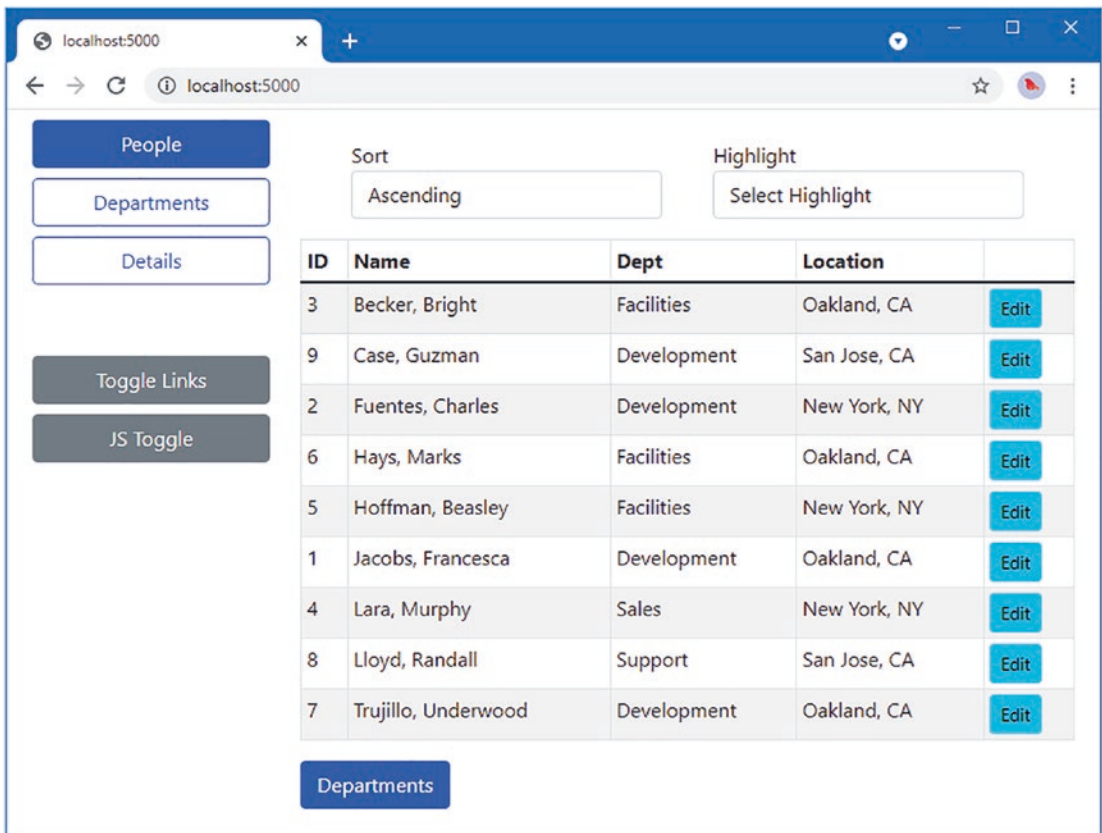 localhost:5000
localhost:5000
People
Departments
Details
Toggle Links
JS Toggle
Sort Highlight
Ascending Select Highlight
ID Name Dept Location
3 Becker, Bright Facilities Oakland, CA Edit
9 Case, Guzman Development San Jose, CA Edit
2 Fuentes, Charles Development New York, NY Edit
6 Hays, Marks Facilities Oakland, CA Edit
5 Hoffman, Beasley Facilities New York, NY Edit
1 Jacobs, Francesca Development Oakland, CA Edit
4 Lara, Murphy Sales New York, NY Edit
8 Lloyd, Randall Support San Jose, CA Edit
7 Trujillo, Underwood Development Oakland, CA Edit
Departments